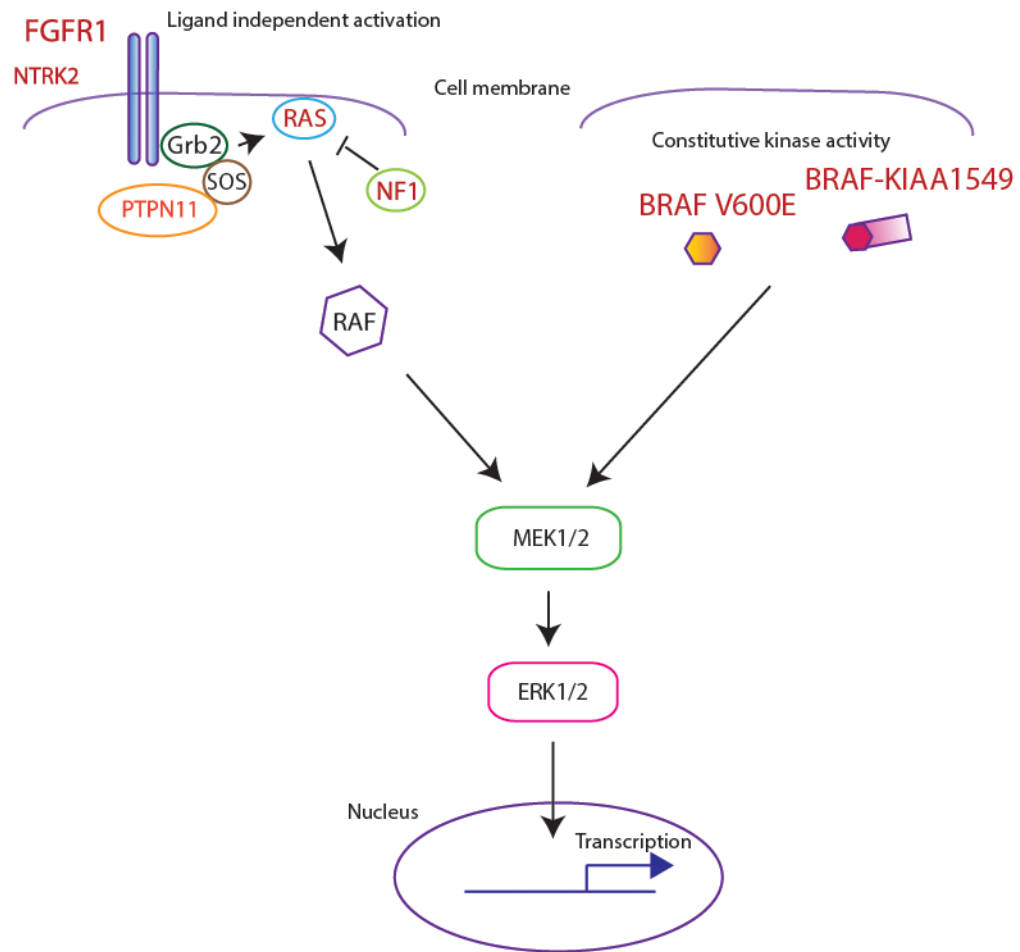 Ligand independent activation
FGFR1
NTRK2
Cell membrane
RAS
Grb2
SOS
NF1
PTPN11
Constitutive kinase activity
BRAF-KIAA1549
BRAF V600E
RAF
MEK1/2
ERK1/2
Nucleus
Transcription